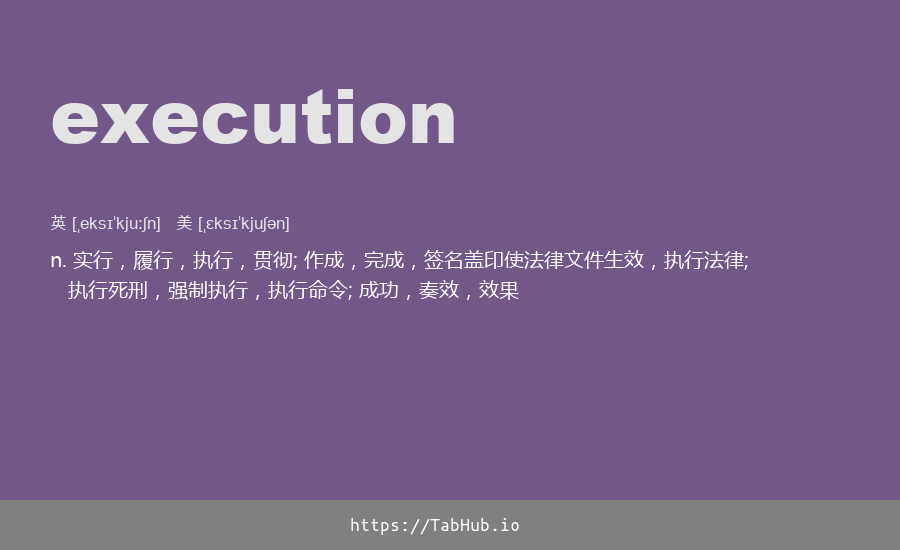 execution
英 [ˌeksɪˈkjuːʃn] 美 [ˌɛksɪˈkjuʃən]
n. 实行，履行，执行，贯彻; 作成，完成，签名盖印使法律文件生效，执行法律;
执行死刑，强制执行，执行命令; 成功，奏效，效果
https://TabHub.io